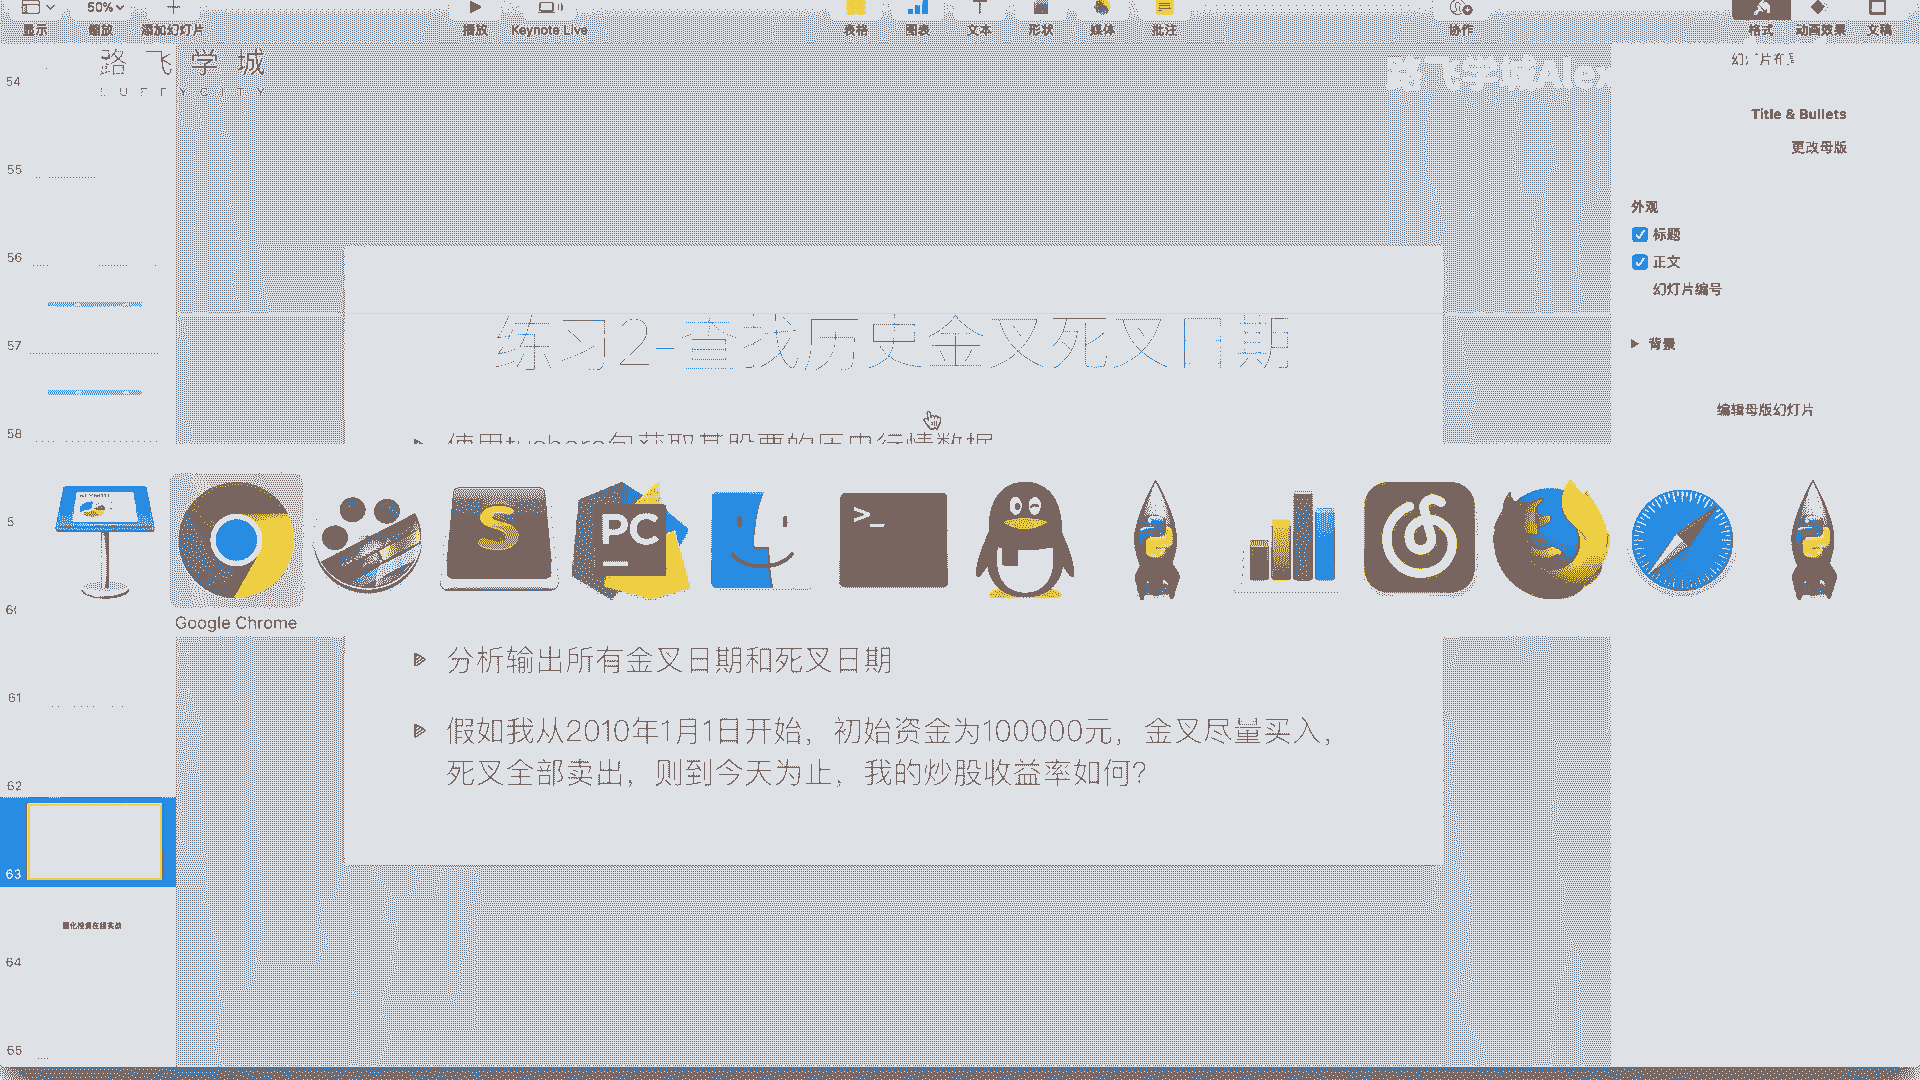 显示
50%
缩放
添加幻灯片
播放
Keynote Live
表格
图表
文本
形状
媒体
批注
协作
格式
动画效果
文稿
路飞学城
LUFFYCITY
路飞学城Alex
幻灯片布局
Title & Bullets
更改母版
外观
标题
正文
幻灯片编号
背景
编辑母版幻灯片
54
55
56
57
58
5
6
61
62
63
64
65
练习2-查找历史金叉死叉日期
使用tushare包获取某股票的历史行情数据
S
PC
>_
Google Chrome
分析输出所有金叉日期和死叉日期
假如我从2010年1月1日开始，初始资金为100000元，金叉尽量买入，
死叉全部卖出，则到今天为止，我的炒股收益率如何？